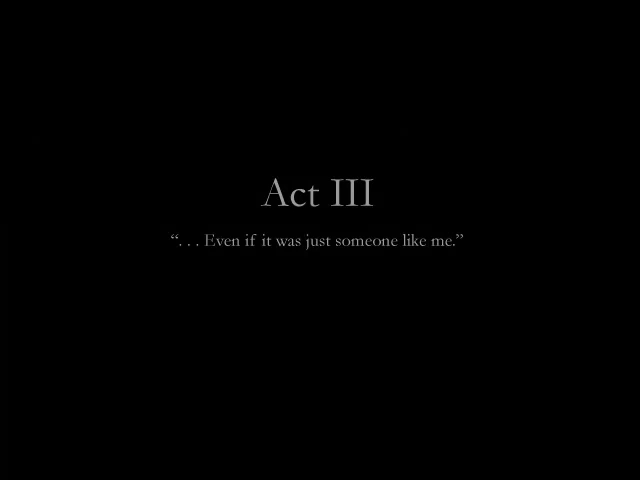 Act III
“. . . Even if it was just someone like me.”